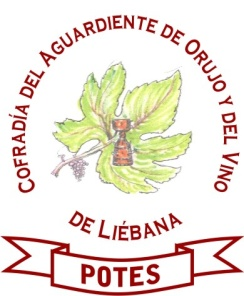 COFRADÍA DEL AGUARDIENTE DE ORUJO Y DEL VINO
DE LIÉBANA
POTES